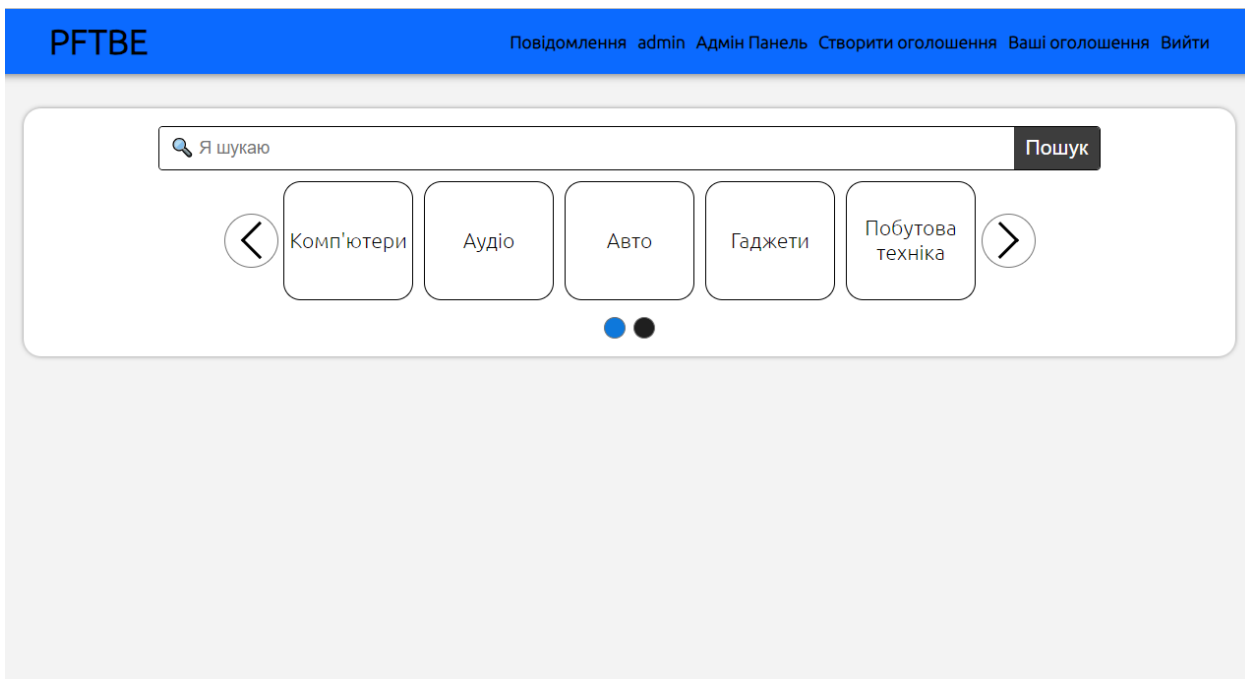 PFTBE
Повідомлення admin Адмін Панель Створити оголошення Ваші оголошення Вийти
Я шукаю
Пошук
Комп'ютери
Аудіо
Авто
Гаджети
Побутова
техніка